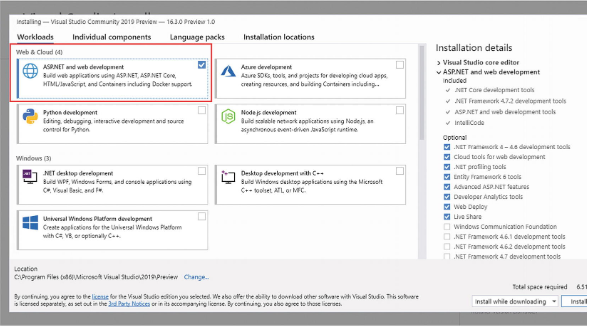 Installing — Visual Studio Community 2019 Preview — 16.3.0 Preview 1.0
Workloads Individual components Language packs Installation locations
Web & Cloud (4)
ASP.NET and web development
Build web applications using ASP.NET, ASP.NET Core,
HTML/JavaScript, and Containers including Docker support.
Azure development
Azure SDKs, tools, and projects for developing cloud apps,
creating resources, and building Containers including...
Python development
Editing, debugging, interactive development and source
control for Python.
Node.js development
Build scalable network applications using Node.js, an
asynchronous event-driven JavaScript runtime.
Windows (3)
.NET desktop development
Build WPF, Windows Forms, and console applications using
C#, Visual Basic, and F#.
Desktop development with C++
Build Windows desktop applications using the Microsoft
C++ toolset, ATL, or MFC.
Universal Windows Platform development
Create applications for the Universal Windows Platform
with C#, VB, or optionally C++.
Installation details
Visual Studio core editor
ASP.NET and web development
Included
.NET Core development tools
.NET Framework 4.7.2 development tools
ASP.NET and web development tools
IntelliCode
Optional
.NET Framework 4 – 4.6 development tools
Cloud tools for web development
.NET profiling tools
Entity Framework 6 tools
Advanced ASP.NET features
Developer Analytics tools
Web Deploy
Live Share
Windows Communication Foundation
.NET Framework 4.6.1 development tools
.NET Framework 4.6.2 development tools
.NET Framework 4.7 development tools
Location
C:\Program Files (x86)\Microsoft Visual Studio\2019\Preview Change...
Total space required 6.51
By continuing, you agree to the license for the Visual Studio edition you selected. We also offer the ability to download other software with Visual Studio. This software
is licensed separately, as set out in the 3rd Party Notices or in its accompanying license. By continuing, you also agree to those licenses.
Install while downloading Install